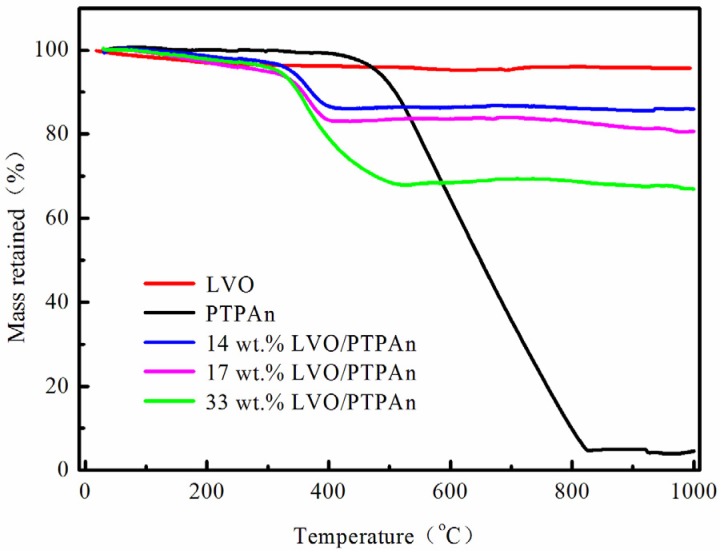 Mass retained（%）
100
80
60
40
20
0
LVO
PTPAn
14 wt.% LVO/PTPAn
17 wt.% LVO/PTPAn
33 wt.% LVO/PTPAn
0 200 400 600 800 1000
Temperature（°C）